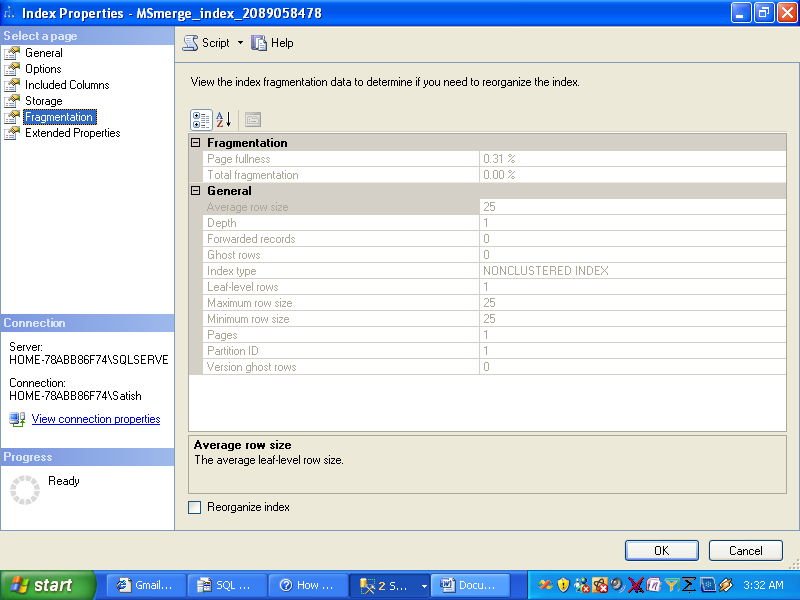 Index Properties - MSmerge_index_2089058478
Select a page
General
Options
Included Columns
Storage
Fragmentation
Extended Properties
Script Help
View the index fragmentation data to determine if you need to reorganize the index.
Fragmentation
Page fullness 0.31 %
Total fragmentation 0.00 %
General
Average row size 25
Depth 1
Forwarded records 0
Ghost rows 0
Index type NONCLUSTERED INDEX
Leaf-level rows 1
Maximum row size 25
Minimum row size 25
Pages 1
Partition ID 1
Version ghost rows 0
Average row size
The average leaf-level row size.
Reorganize index
Connection
Server:
HOME-78ABB86F74\SQLSERVE
Connection:
HOME-78ABB86F74\Satish
View connection properties
Progress
Ready
OK Cancel
start Gmail... SQL ... How ... 2 S... Docu... 3:32 AM